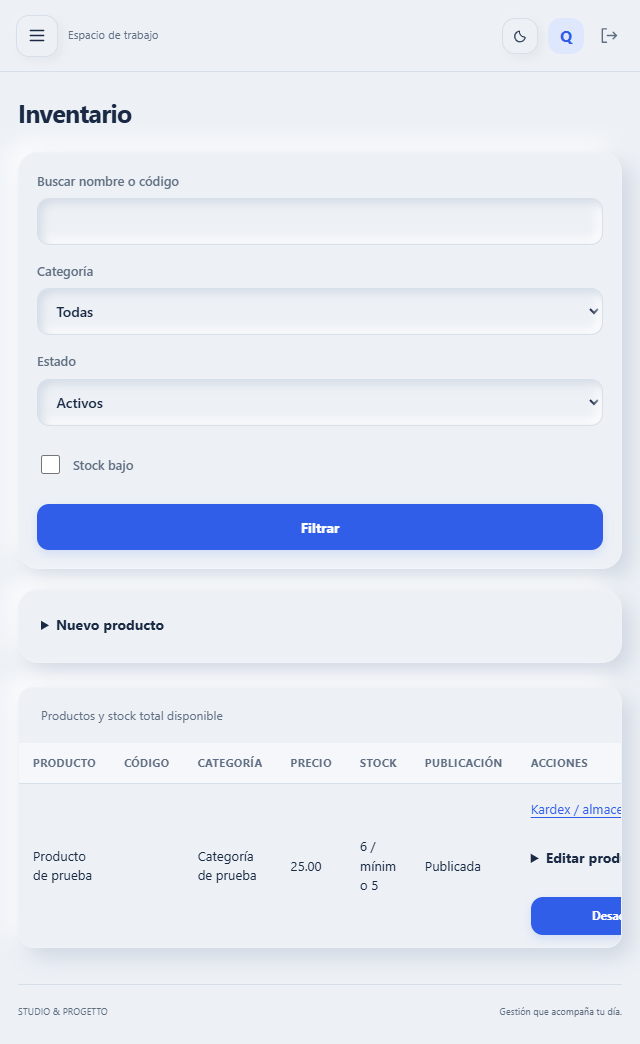 Espacio de trabajo
Q
Inventario
Buscar nombre o código
Categoría
Todas
Estado
Activos
Stock bajo
Filtrar
Nuevo producto
Productos y stock total disponible
PRODUCTO CÓDIGO CATEGORÍA PRECIO STOCK PUBLICACIÓN ACCIONES
Kardex / almace
Producto
de prueba
Categoría
de prueba
25.00
6 /
mínim
o 5
Publicada
Editar prod
Desac
STUDIO & PROGETTO
Gestión que acompaña tu día.